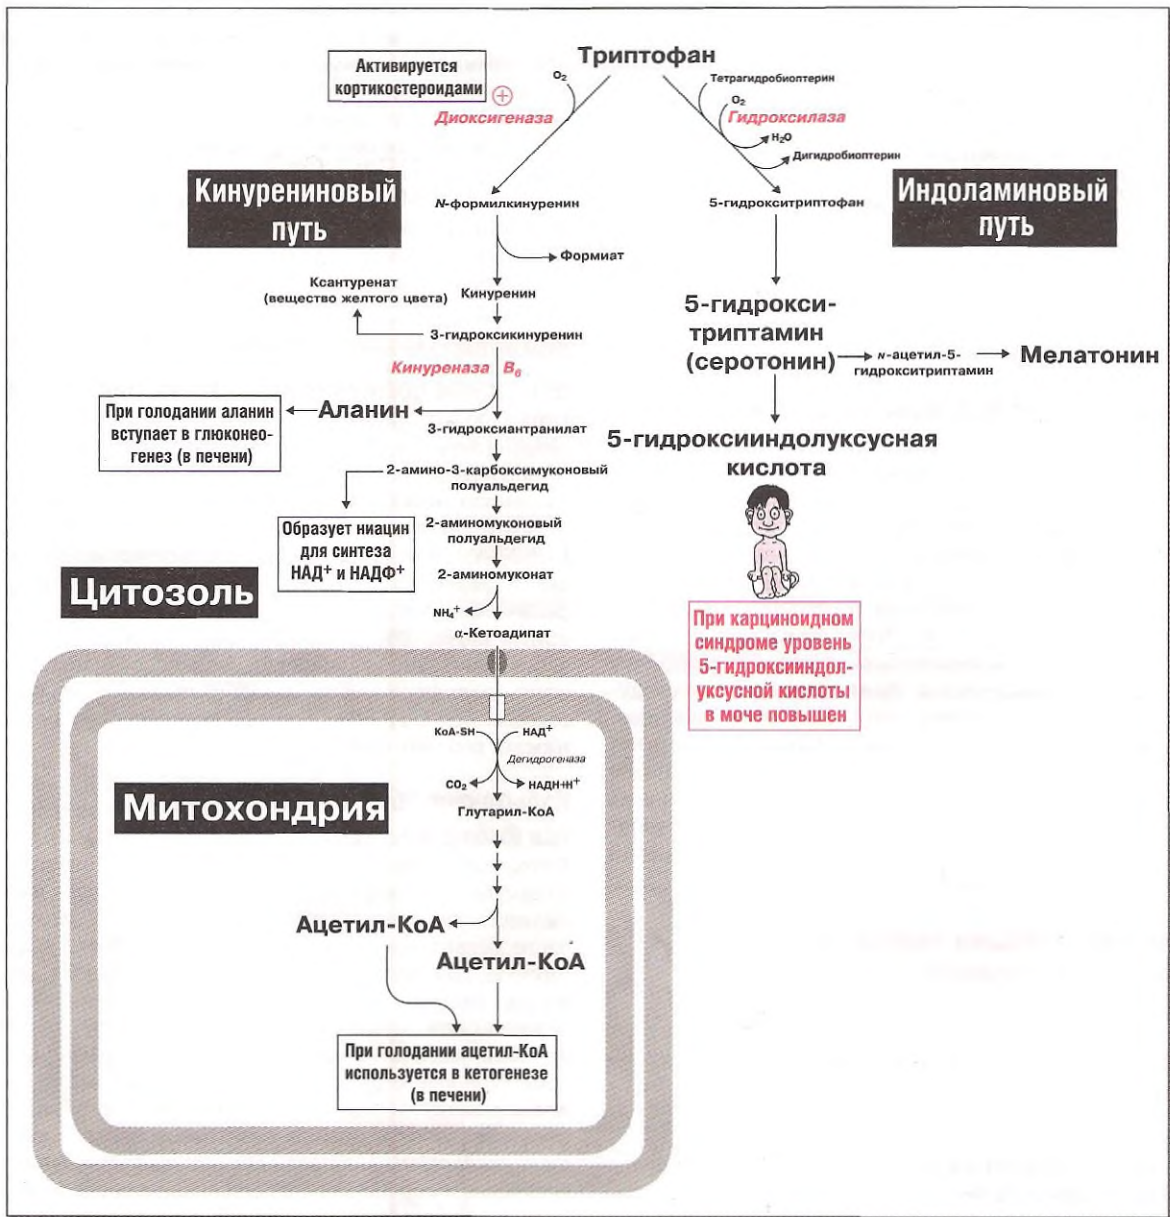 Триптофан
Активируется
кортикостероидами
O₂
Диоксигеназа
Тетрагидробиоптерин
O₂
Гидроксилаза
H₂O
Дигидробиоптерин
Кинурениновый
путь
N-формилкинуренин
5-гидрокситриптофан
Индоламиновый
путь
Формиат
Ксантуренат
(вещество желтого цвета)
Кинуренин
3-гидроксикинуренин
5-гидрокси-
триптамин
(серотонин)
N-ацетил-5-
гидрокситриптамин
Мелатонин
Кинуреназа B₆
При голодании аланин
вступает в глюконео-
генез (в печени)
Аланин
3-гидроксиантранилат
5-гидроксииндолуксусная
кислота
2-амино-3-карбоксимуконовый
полуальдегид
Образует ниацин
для синтеза
НАД⁺ и НАДФ⁺
2-аминомуконовый
полуальдегид
2-аминомуконат
Цитозоль
NH₄⁺
α-Кетоадипат
При карциноидном
синдроме уровень
5-гидроксииндол-
уксусной кислоты
в моче повышен
КоА-SH
НАД⁺
Дегидрогеназа
CO₂
НАДН+H⁺
Митохондрия
Глутарил-КоА
Ацетил-КоА
Ацетил-КоА
При голодании ацетил-КоА
используется в кетогенезе
(в печени)